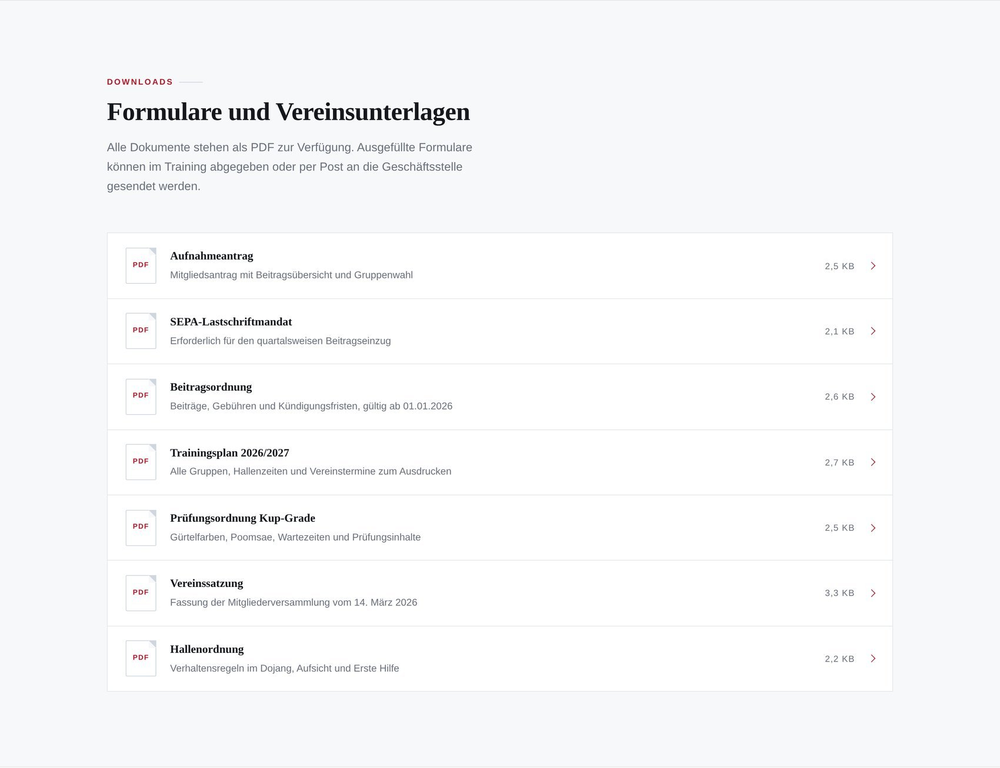 DOWNLOADS
Formulare und Vereinsunterlagen
Alle Dokumente stehen als PDF zur Verfügung. Ausgefüllte Formulare
können im Training abgegeben oder per Post an die Geschäftsstelle
gesendet werden.
PDF
Aufnahmeantrag
Mitgliedsantrag mit Beitragsübersicht und Gruppenwahl
2,5 KB
PDF
SEPA-Lastschriftmandat
Erforderlich für den quartalsweisen Beitragseinzug
2,1 KB
PDF
Beitragsordnung
Beiträge, Gebühren und Kündigungsfristen, gültig ab 01.01.2026
2,6 KB
PDF
Trainingsplan 2026/2027
Alle Gruppen, Hallenzeiten und Vereinstermine zum Ausdrucken
2,7 KB
PDF
Prüfungsordnung Kup-Grade
Gürtelfarben, Poomsae, Wartezeiten und Prüfungsinhalte
2,5 KB
PDF
Vereinssatzung
Fassung der Mitgliederversammlung vom 14. März 2026
3,3 KB
PDF
Hallenordnung
Verhaltensregeln im Dojang, Aufsicht und Erste Hilfe
2,2 KB